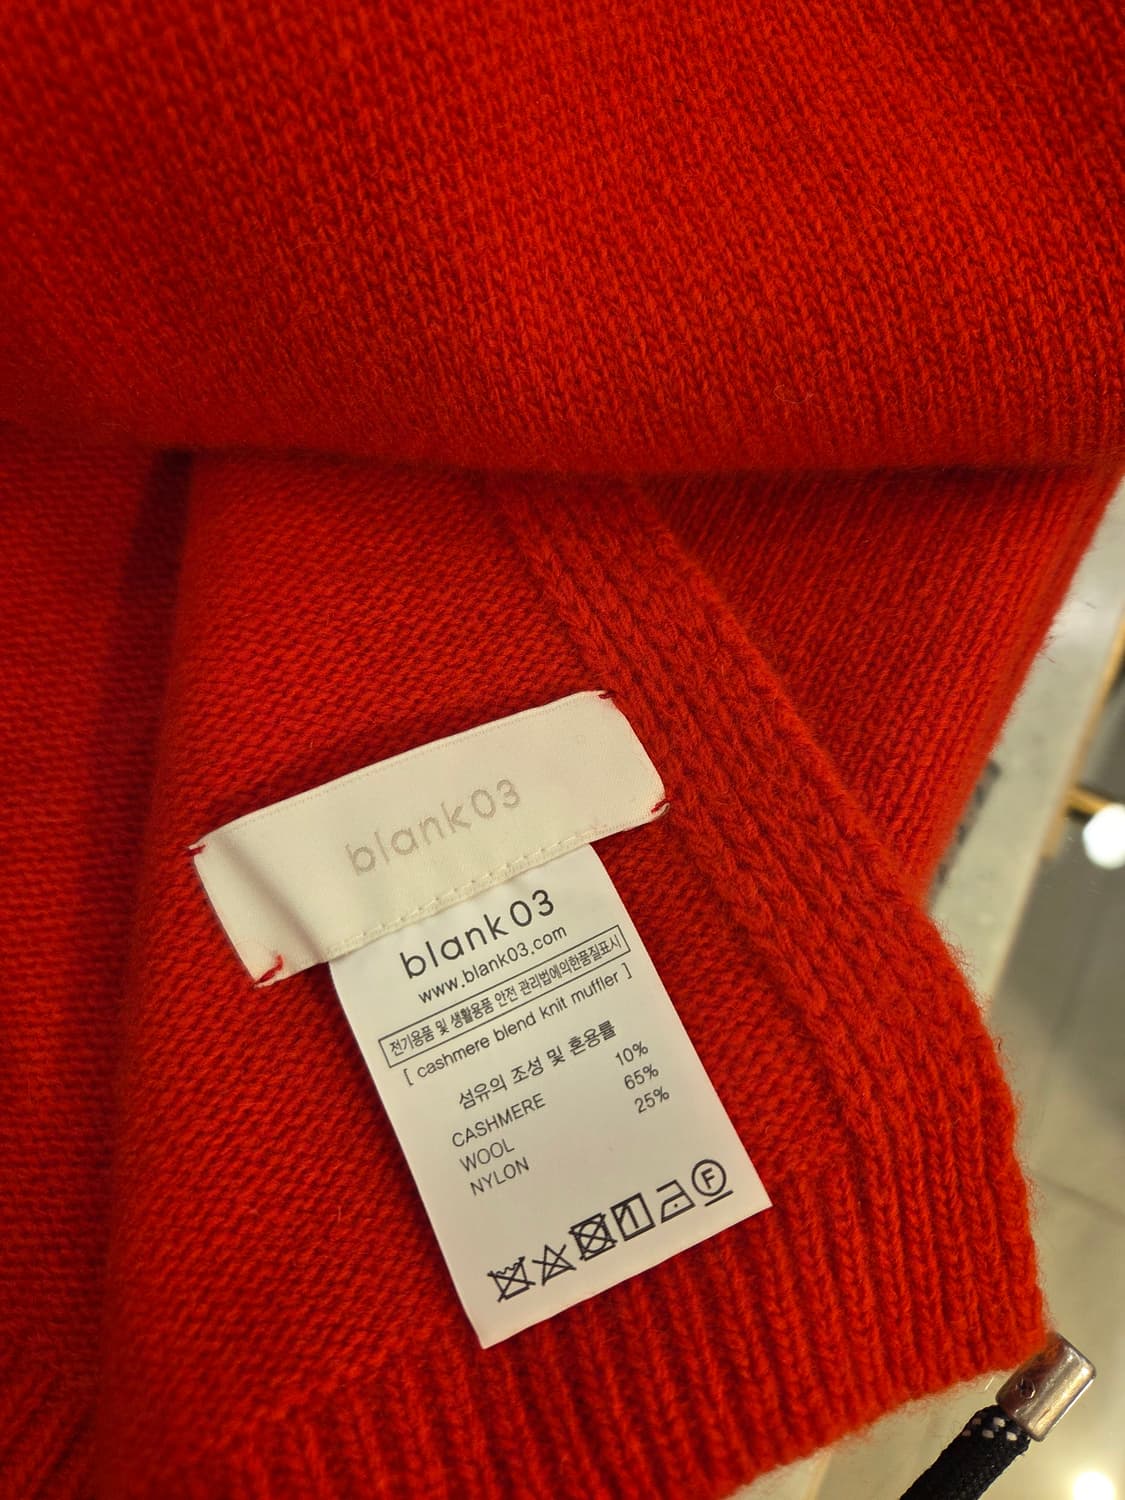 blank03
blank03
www.blank03.com
전기용품 및 생활용품 안전 관리법에의한품질표시
[ cashmere blend knit muffler ]
섬유의 조성 및 혼용률
CASHMERE 10%
WOOL 65%
NYLON 25%
F